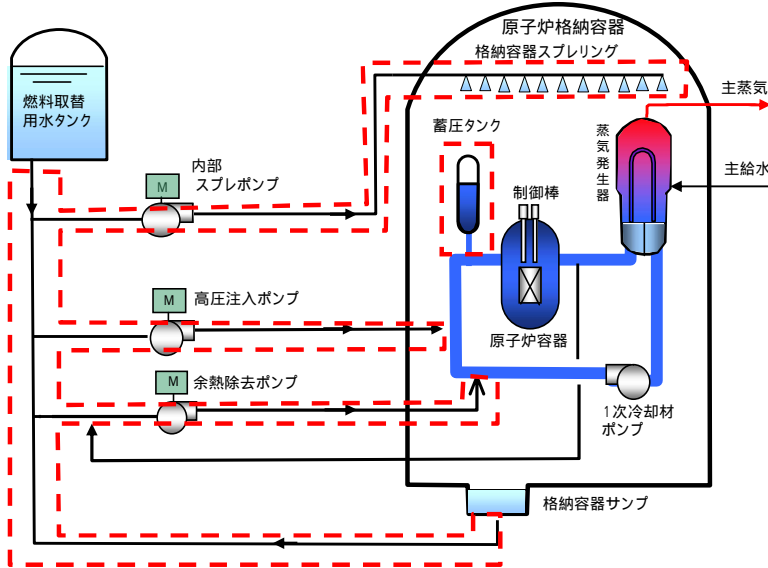 原子炉格納容器
格納容器スプレリング
燃料取替
用水タンク
主蒸気
蓄圧タンク
蒸気発生器
内部
スプレポンプ
M
制御棒
主給水
高圧注入ポンプ
M
原子炉容器
余熱除去ポンプ
M
1次冷却材
ポンプ
格納容器サンプ